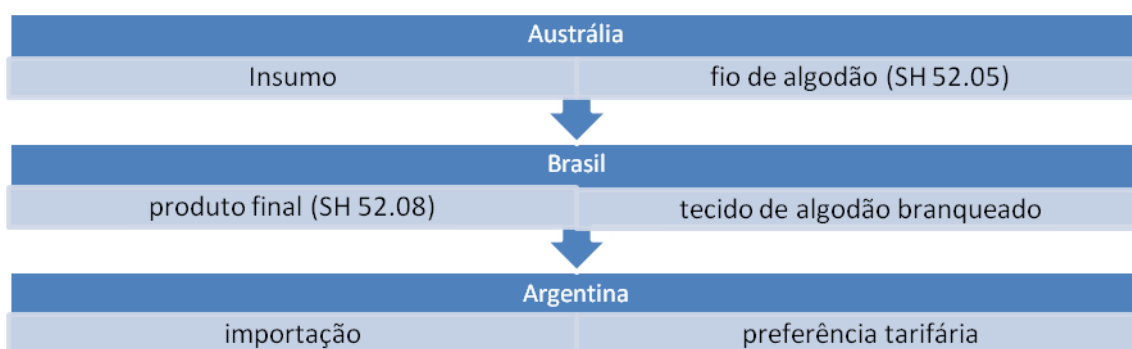 Austrália
Insumo
fio de algodão (SH 52.05)
Brasil
produto final (SH 52.08)
tecido de algodão branqueado
Argentina
importação
preferência tarifária